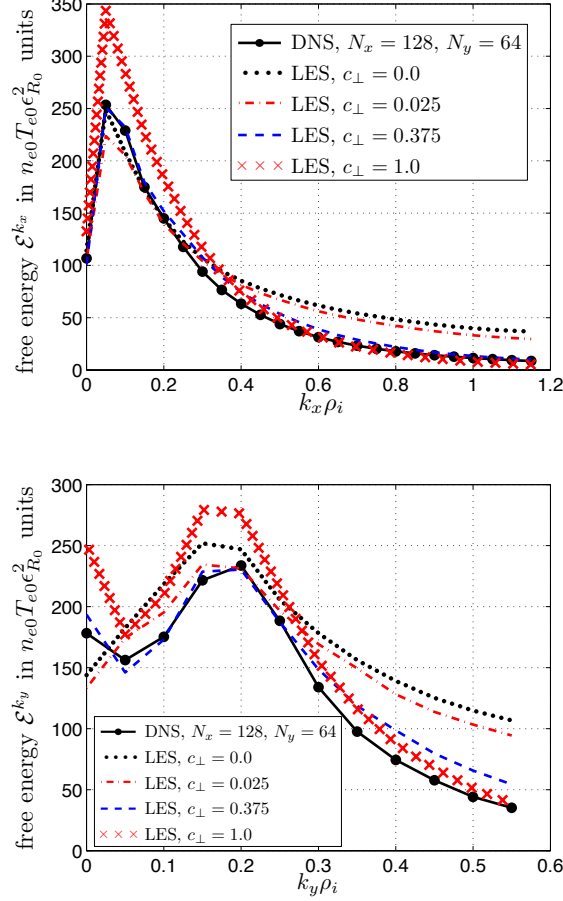 350
300
250
200
150
100
50
0
free energy $\mathcal{E}^{k_x}$ in $n_{e0}T_{e0}\epsilon_{R_0}^2$ units
DNS, $N_x = 128$, $N_y = 64$
LES, $c_\perp = 0.0$
LES, $c_\perp = 0.025$
LES, $c_\perp = 0.375$
LES, $c_\perp = 1.0$
0 0.2 0.4 0.6 0.8 1 1.2
$k_x\rho_i$
300
250
200
150
100
50
0
free energy $\mathcal{E}^{k_y}$ in $n_{e0}T_{e0}\epsilon_{R_0}^2$ units
DNS, $N_x = 128$, $N_y = 64$
LES, $c_\perp = 0.0$
LES, $c_\perp = 0.025$
LES, $c_\perp = 0.375$
LES, $c_\perp = 1.0$
0 0.1 0.2 0.3 0.4 0.5 0.6
$k_y\rho_i$